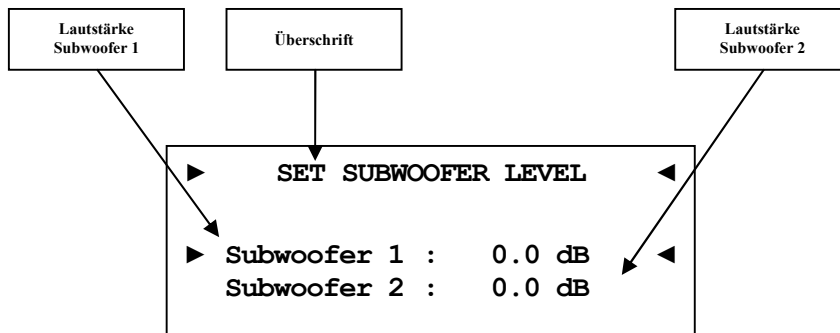 Lautstärke
Subwoofer 1
Überschrift
Lautstärke
Subwoofer 2
► SET SUBWOOFER LEVEL ◄
► Subwoofer 1 : 0.0 dB ◄
Subwoofer 2 : 0.0 dB